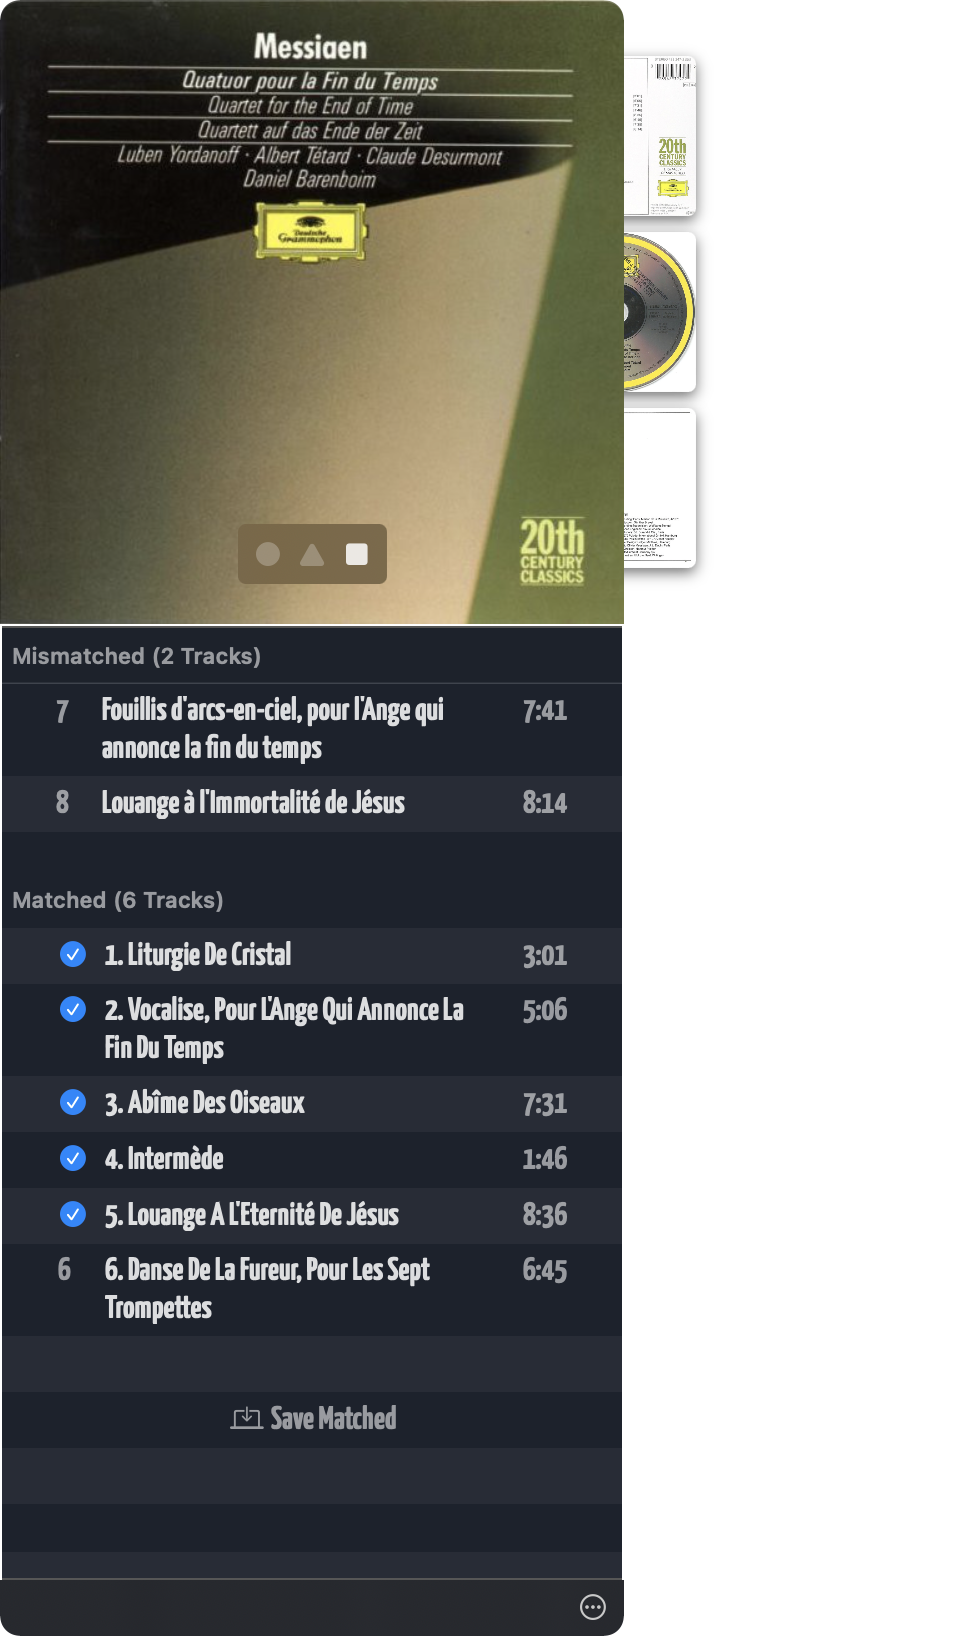 Messiaen
Quatuor pour la Fin du Temps
Quartet for the End of Time
Quartett auf das Ende der Zeit
Luben Yordanoff · Albert Tétard · Claude Desurmont
Daniel Barenboim
Deutsche
Grammophon
20th
CENTURY
CLASSICS
20th
CENTURY
CLASSICS
Mismatched (2 Tracks)
7 Fouillis d'arcs-en-ciel, pour l'Ange qui 7:41
annonce la fin du temps
8 Louange à l'Immortalité de Jésus 8:14
Matched (6 Tracks)
1. Liturgie De Cristal 3:01
2. Vocalise, Pour L'Ange Qui Annonce La 5:06
Fin Du Temps
3. Abîme Des Oiseaux 7:31
4. Intermède 1:46
5. Louange A L'Eternité De Jésus 8:36
6 6. Danse De La Fureur, Pour Les Sept 6:45
Trompettes
Save Matched